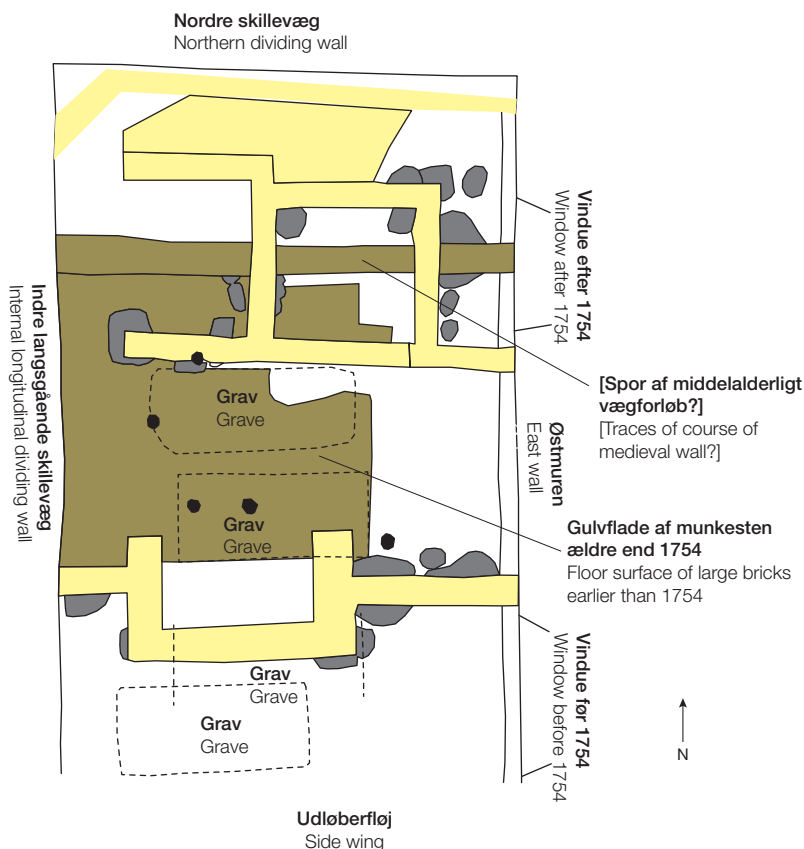 Nordre skillevæg
Northern dividing wall
Vindue efter 1754
Window after 1754
Indre langsgående skillevæg
Internal longitudinal dividing wall
[Spor af middelalderligt
vægforløb?]
[Traces of course of
medieval wall?]
Grav
Grave
Østmuren
East wall
Grav
Grave
Gulvflade af munkesten
ældre end 1754
Floor surface of large bricks
earlier than 1754
Grav
Grave
Grav
Grave
Vindue før 1754
Window before 1754
N
Udløberfløj
Side wing